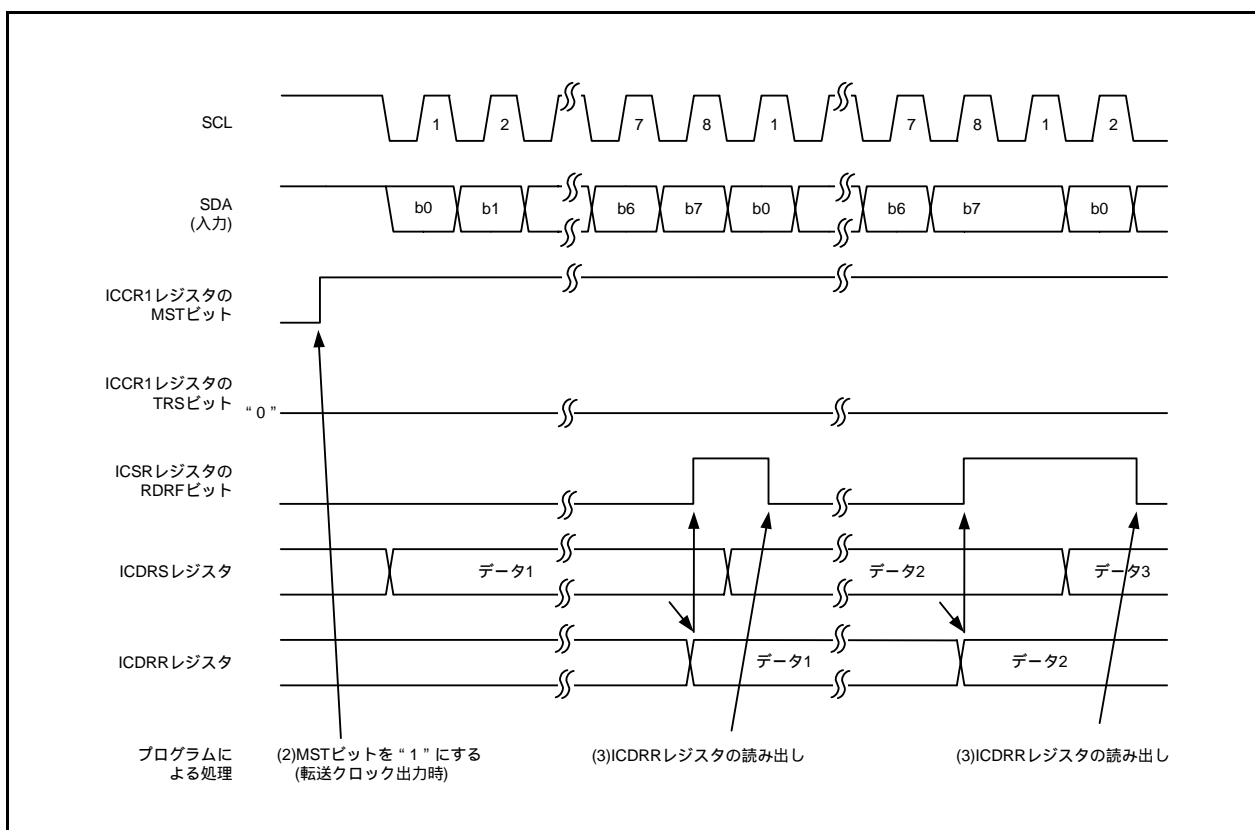 SCL
1 2 7 8 1 7 8 1 2
SDA
(入力)
b0 b1 b6 b7 b0 b6 b7 b0
ICCR1レジスタの
MSTビット
ICCR1レジスタの
TRSビット
“ 0 ”
ICSRレジスタの
RDRFビット
ICDRSレジスタ
データ1 データ2 データ3
ICDRRレジスタ
データ1 データ2
プログラムに
よる処理
(2)MSTビットを “ 1 ” にする
(転送クロック出力時)
(3)ICDRRレジスタの読み出し
(3)ICDRRレジスタの読み出し